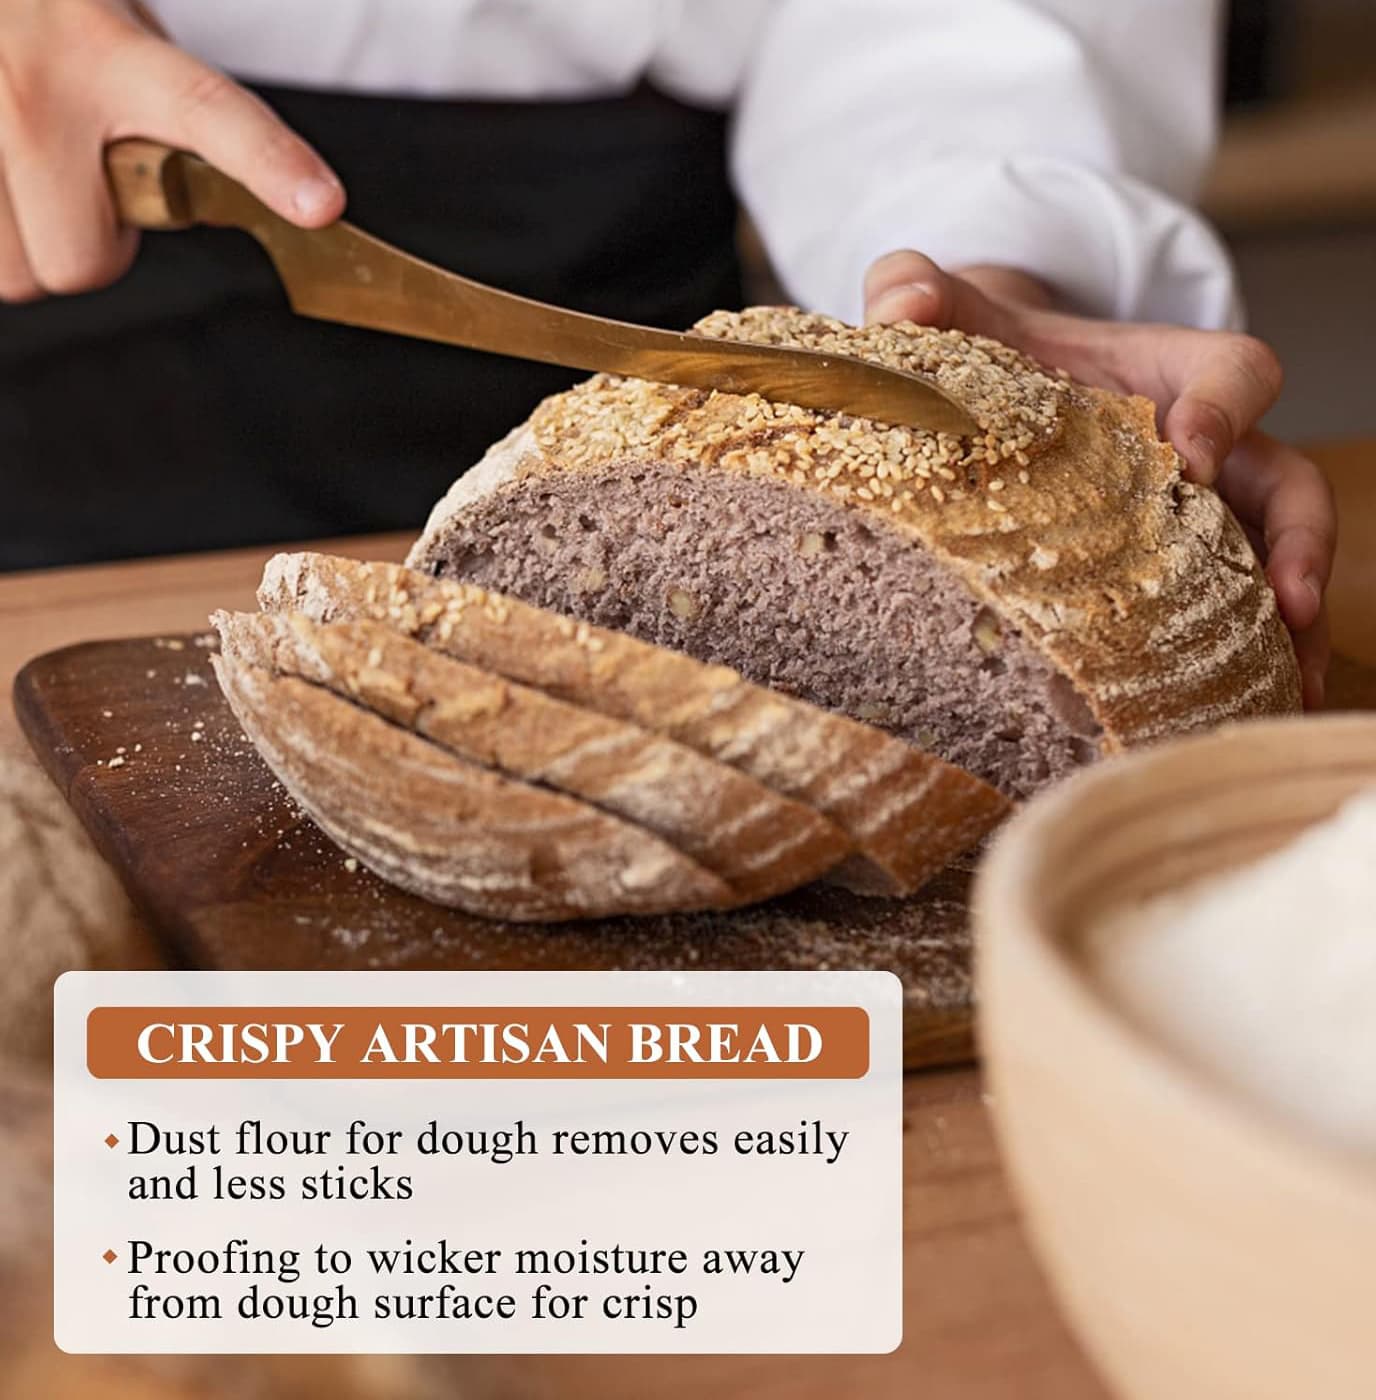 CRISPY ARTISAN BREAD
Dust flour for dough removes easily
and less sticks
Proofing to wicker moisture away
from dough surface for crisp